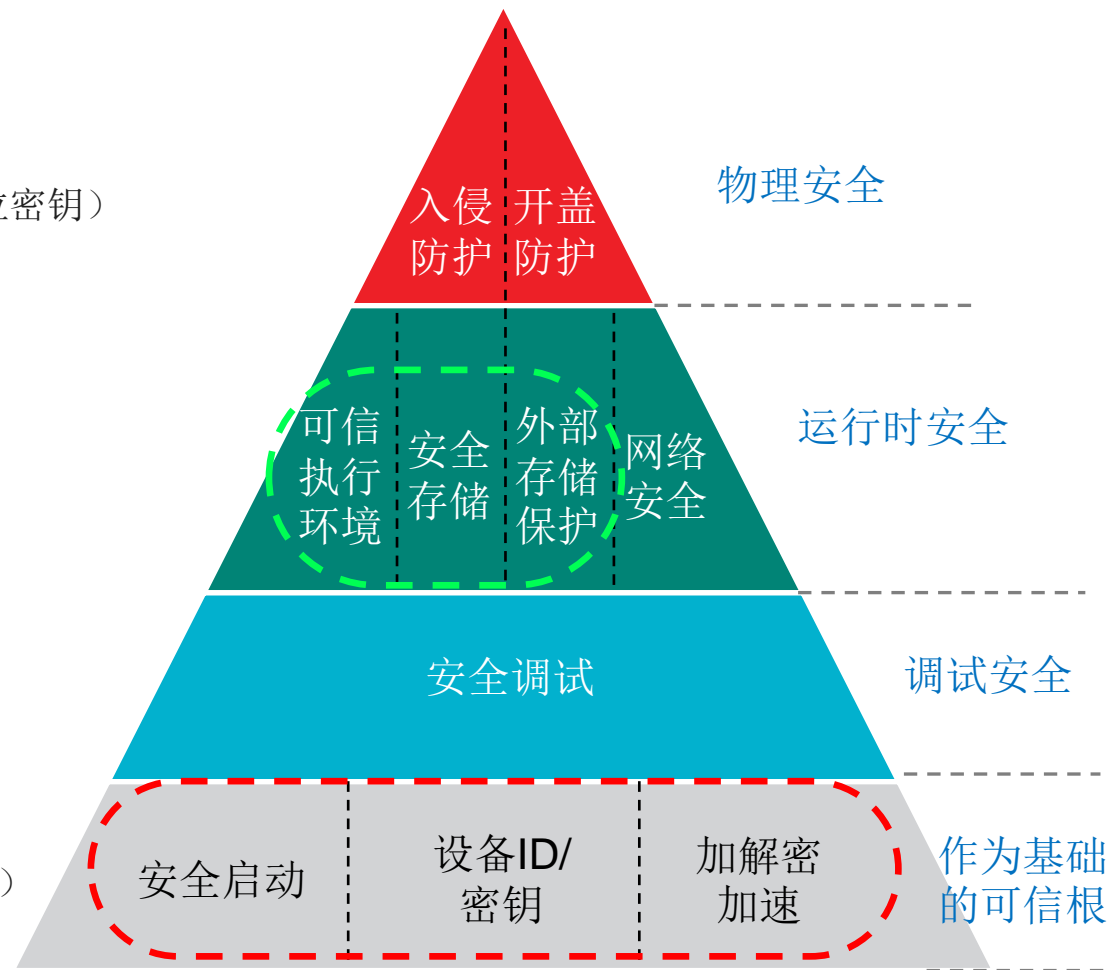 物理安全
密钥）
入侵 开盖
防护 防护
运行时安全
可信
执行
环境
安全
存储
外部
存储
保护
网络
安全
安全调试
调试安全
安全启动
设备ID/
密钥
加解密
加速
作为基础
的可信根
）